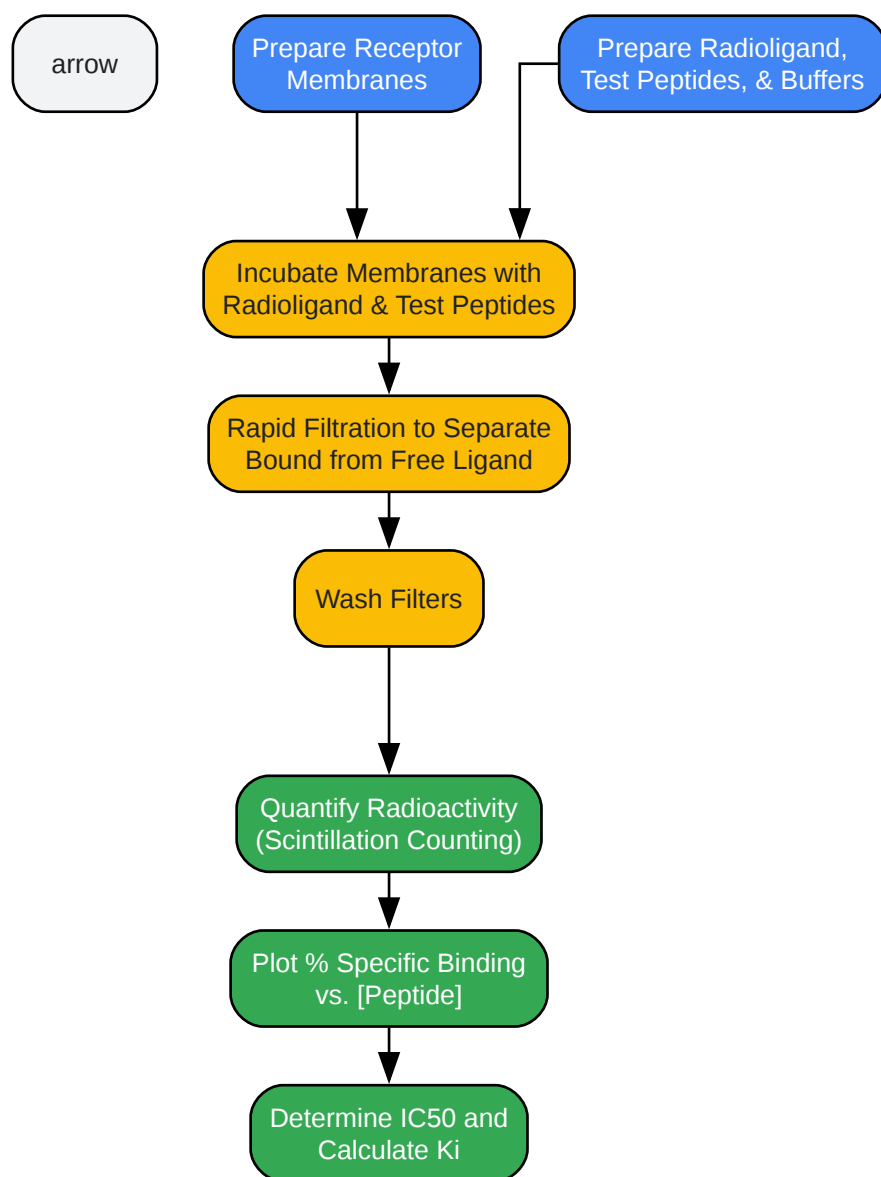 arrow
Prepare Receptor
Membranes
Prepare Radioligand,
Test Peptides, & Buffers
Incubate Membranes with
Radioligand & Test Peptides
Rapid Filtration to Separate
Bound from Free Ligand
Wash Filters
Quantify Radioactivity
(Scintillation Counting)
Plot % Specific Binding
vs. [Peptide]
Determine IC50 and
Calculate Ki